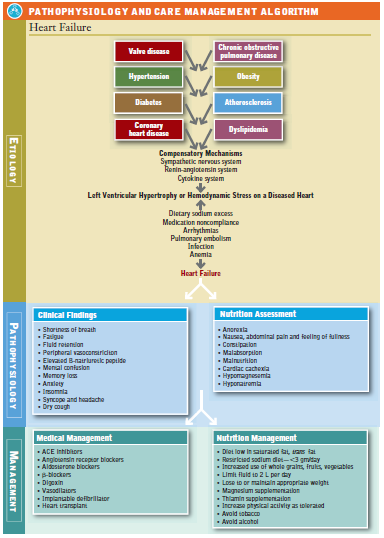 PATHOPHYSIOLOGY AND CARE MANAGEMENT ALGORITHM
Heart Failure
ETIOLOGY
Valve disease
Chronic obstructive
pulmonary disease
Hypertension
Obesity
Diabetes
Atherosclerosis
Coronary
heart disease
Dyslipidemia
Compensatory Mechanisms
Sympathetic nervous system
Renin-angiotensin system
Cytokine system
Left Ventricular Hypertrophy or Hemodynamic Stress on a Diseased Heart
Dietary sodium excess
Medication noncompliance
Arrhythmias
Pulmonary embolism
Infection
Anemia
Heart Failure
PATHOPHYSIOLOGY
Clinical Findings
• Shortness of breath
• Fatigue
• Fluid retension
• Peripheral vasoconstriction
• Elevated B-natriuretic peptide
• Mental confusion
• Memory loss
• Anxiety
• Insomnia
• Syncope and headache
• Dry cough
Nutrition Assessment
• Anorexia
• Nausea, abdominal pain and feeling of fullness
• Constipation
• Malabsorption
• Malnutrition
• Cardiac cachexia
• Hypomagnesemia
• Hyponatremia
MANAGEMENT
Medical Management
• ACE inhibitors
• Angiotensin receptor blockers
• Aldosterone blockers
• β-blockers
• Digoxin
• Vasodilators
• Implantable defibrillator
• Heart transplant
Nutrition Management
• Diet low in saturated fat, trans fat
• Restricted sodium diet—<3 gm/day
• Increased use of whole grains, fruits, vegetables
• Limit fluid to 2 L per day
• Lose to or maintain appropriate weight
• Magnesium supplementation
• Thiamin supplementation
• Increase physical activity as tolerated
• Avoid tobacco
• Avoid alcohol